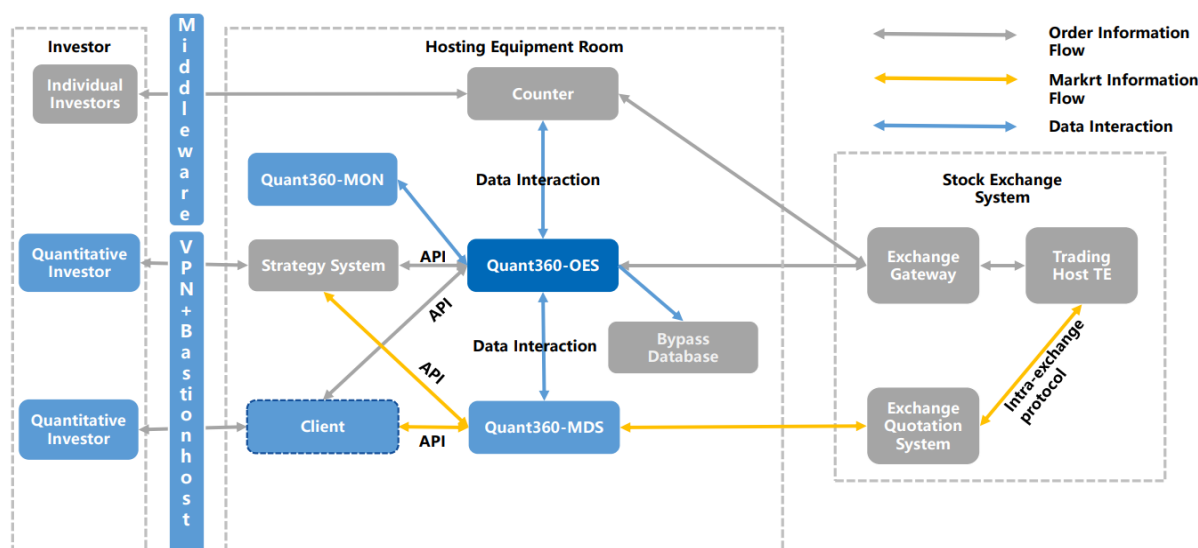 Investor
Individual
Investors
Quantitative
Investor
Quantitative
Investor
Middleware
VPN+Bastionhost
Hosting Equipment Room
Counter
Quant360-MON
Data Interaction
Strategy System
API
Quant360-OES
API
Bypass
Database
Data Interaction
API
Client
API
Quant360-MDS
Order Information
Flow
Markrt Information
Flow
Data Interaction
Stock Exchange
System
Exchange
Gateway
Trading
Host TE
Intra-exchange
protocol
Exchange
Quotation
System